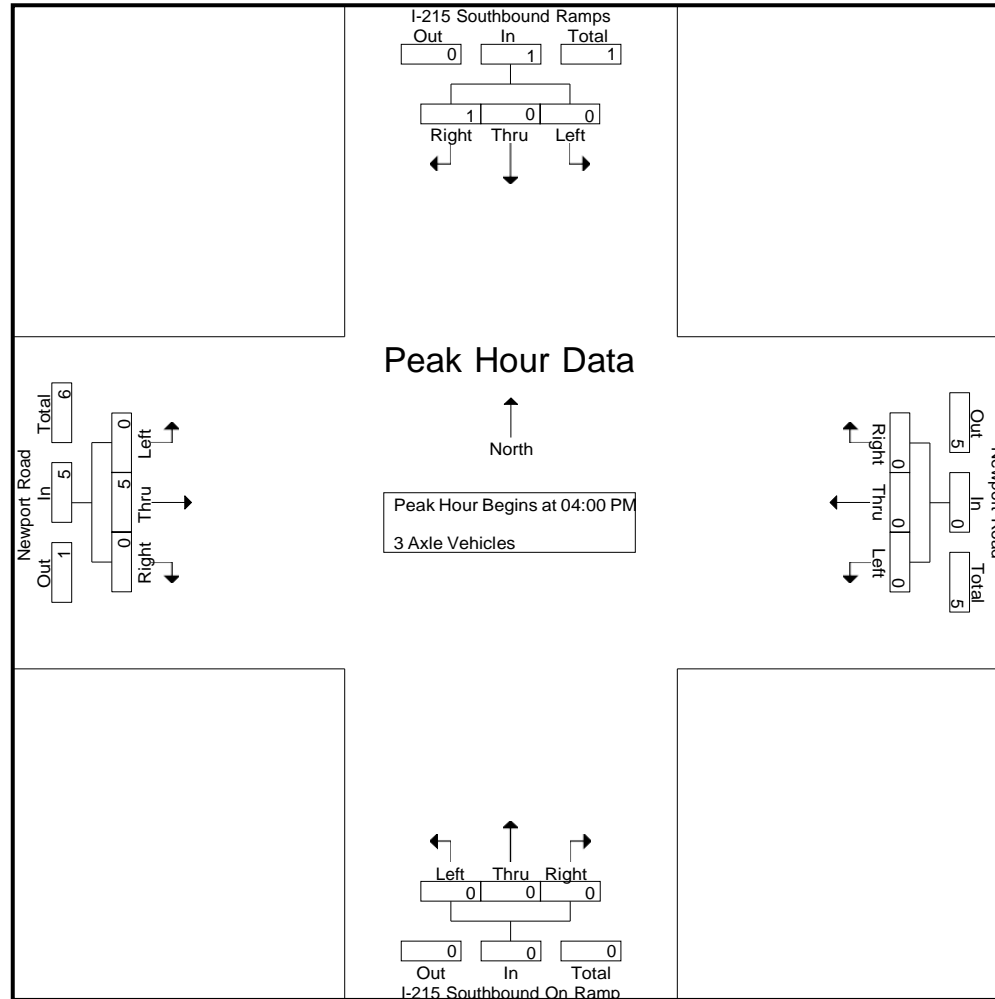 I-215 Southbound Ramps
Out In Total
0 1 1
1 0 0
Right Thru Left
Peak Hour Data
North
Peak Hour Begins at 04:00 PM
3 Axle Vehicles
Newport Road
Total In Out
6 5 1
0 5 0
Left Thru Right
Newport Road
Out In Total
5 0 5
0 0 0
Right Thru Left
Left Thru Right
0 0 0
0 0 0
Out In Total
I-215 Southbound On Ramp